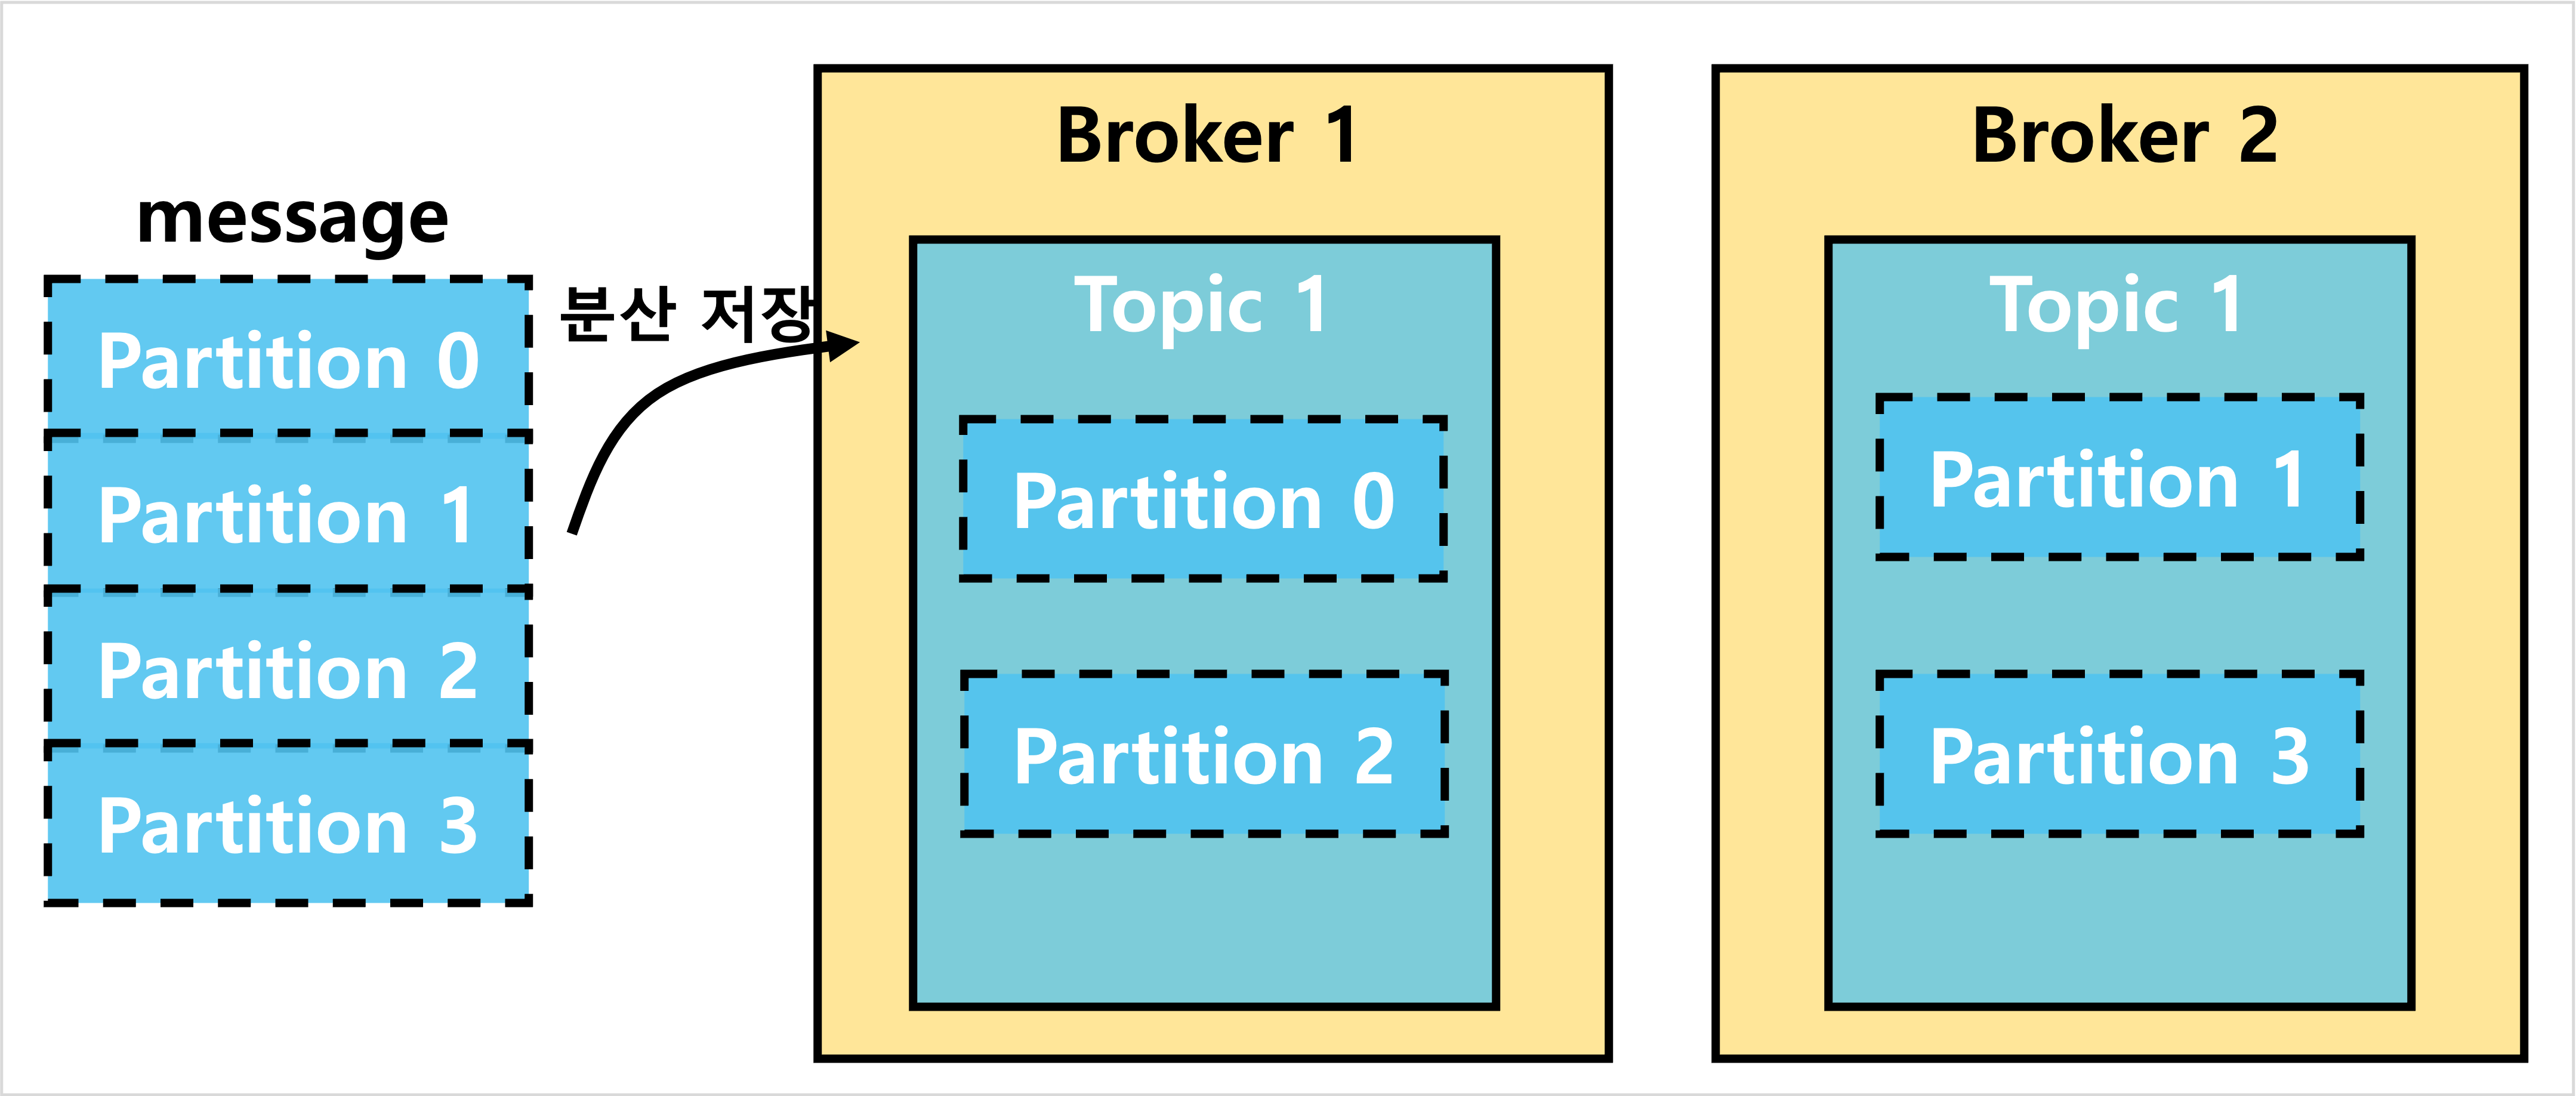 message
Partition 0
Partition 1
Partition 2
Partition 3
분산 저장
Broker 1
Topic 1
Partition 0
Partition 2
Broker 2
Topic 1
Partition 1
Partition 3